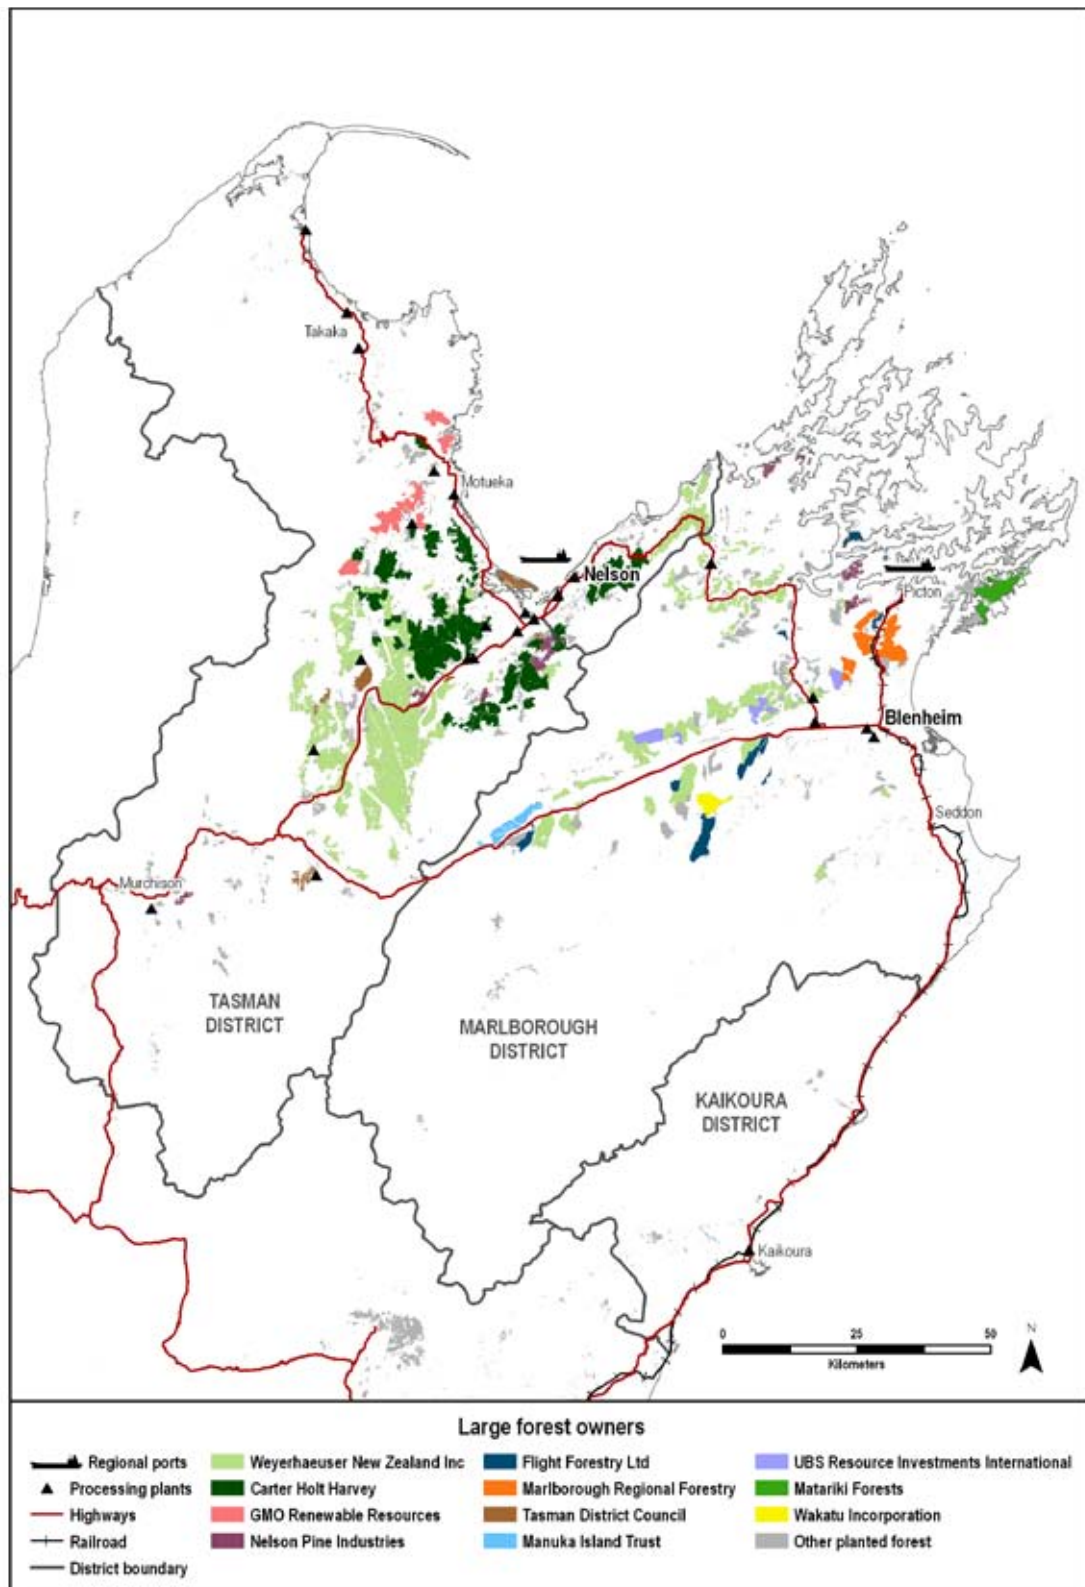 Takaka
Motueka
Nelson
Picton
Blenheim
Seddon
Murchison
TASMAN
DISTRICT
MARLBOROUGH
DISTRICT
KAIKOURA
DISTRICT
Kaikoura
N
0 25 50
Kilometers
Large forest owners
Regional ports
Processing plants
Highways
Railroad
District boundary
Weyerhaeuser New Zealand Inc
Carter Holt Harvey
GMO Renewable Resources
Nelson Pine Industries
Flight Forestry Ltd
Marlborough Regional Forestry
Tasman District Council
Manuka Island Trust
UBS Resource Investments International
Matariki Forests
Wakatu Incorporation
Other planted forest